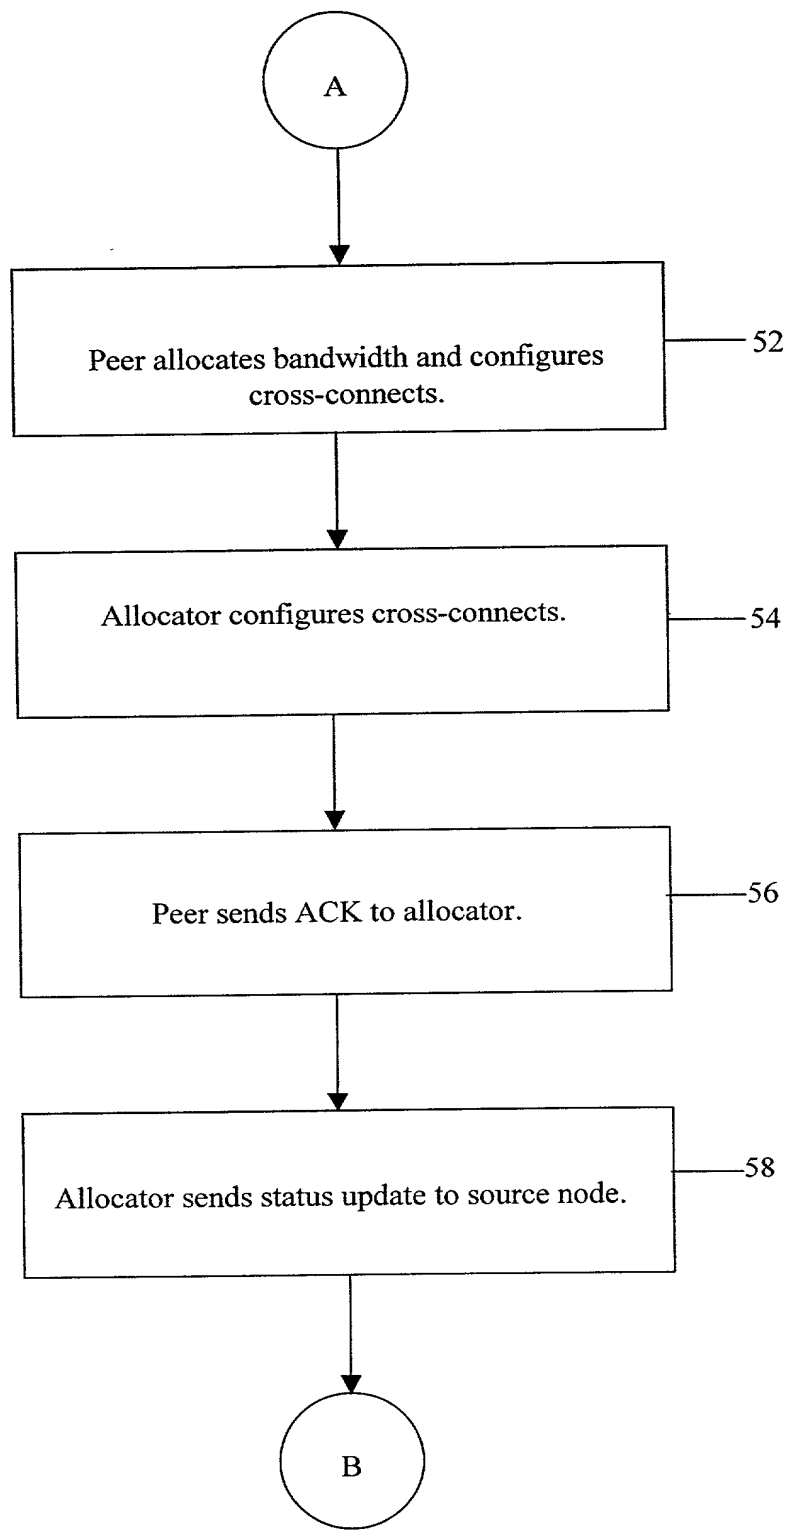 A
Peer allocates bandwidth and configures
cross-connects.
52
Allocator configures cross-connects.
54
Peer sends ACK to allocator.
56
Allocator sends status update to source node.
58
B